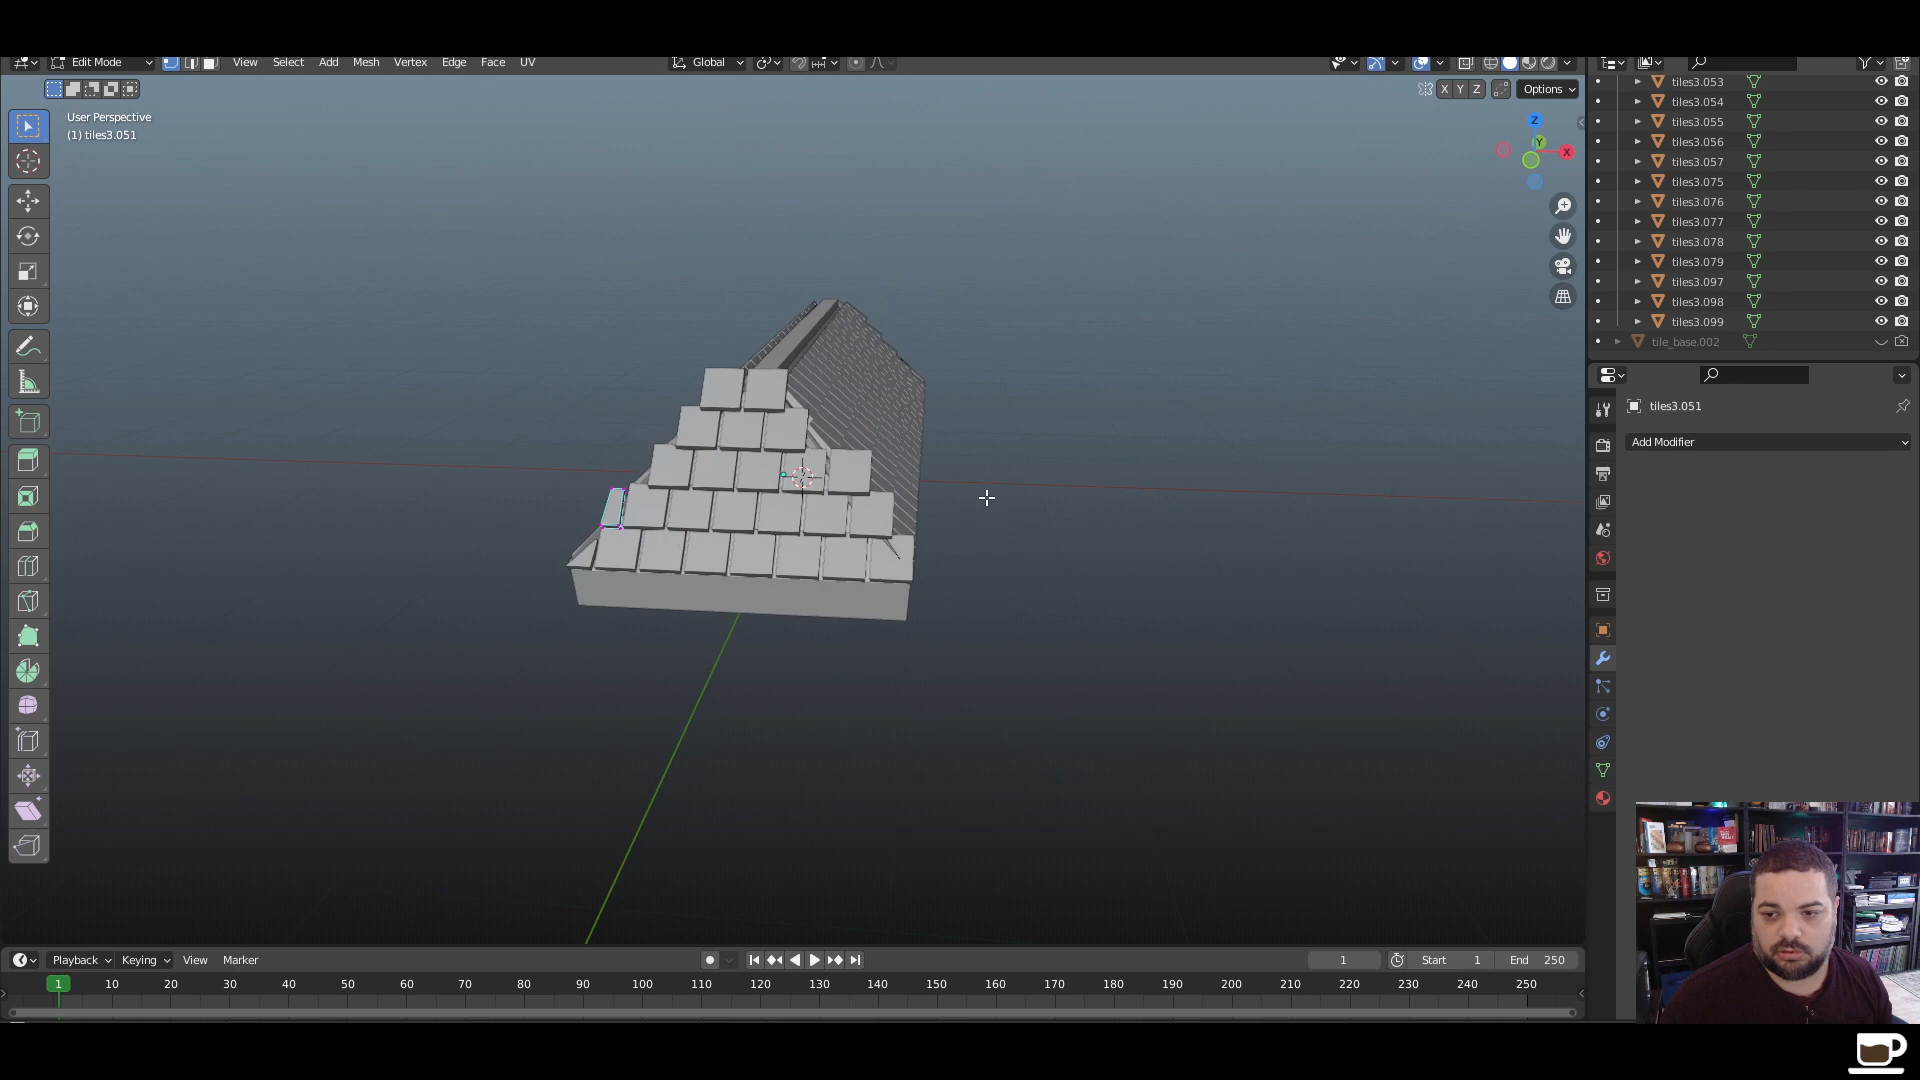 Edit Mode View Select Add Mesh Vertex Edge Face UV Global
X Y Z Options
User Perspective
(1) tiles3.051
Z
Y
X
tiles3.053
tiles3.054
tiles3.055
tiles3.056
tiles3.057
tiles3.075
tiles3.076
tiles3.077
tiles3.078
tiles3.079
tiles3.097
tiles3.098
tiles3.099
tile_base.002
tiles3.051
Add Modifier
Playback Keying View Marker 1 Start 1 End 250
1 10 20 30 40 50 60 70 80 90 100 110 120 130 140 150 160 170 180 190 200 210 220 230 240 250